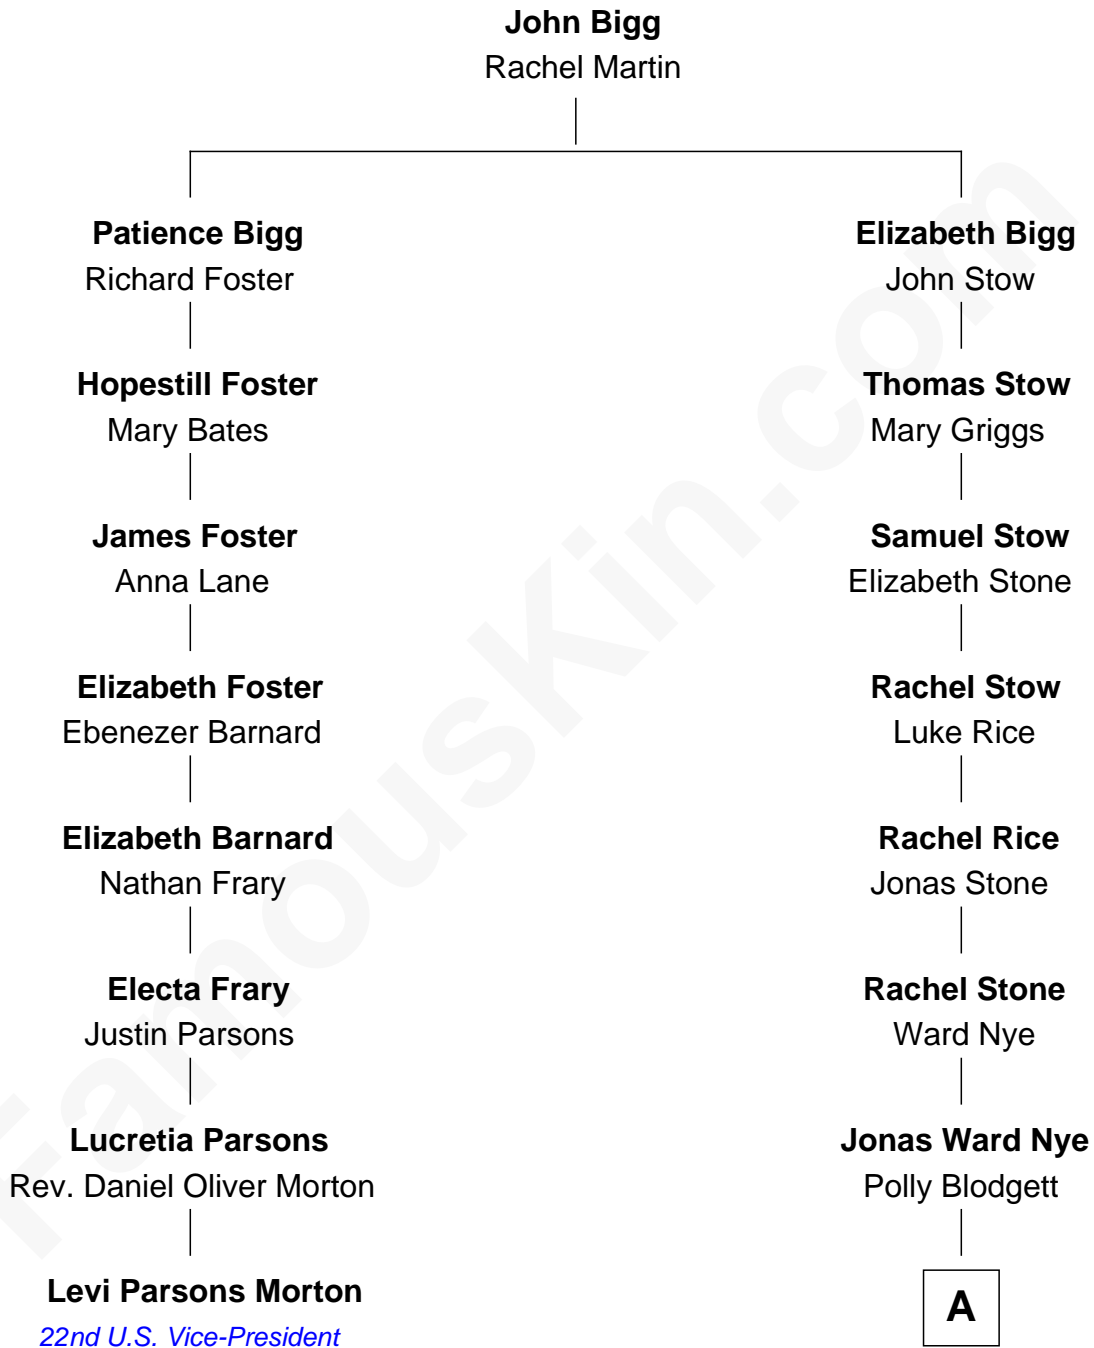 John Bigg
Rachel Martin
Patience Bigg
Richard Foster
Elizabeth Bigg
John Stow
Hopestill Foster
Mary Bates
Thomas Stow
Mary Griggs
James Foster
Anna Lane
Samuel Stow
Elizabeth Stone
Elizabeth Foster
Ebenezer Barnard
Rachel Stow
Luke Rice
Elizabeth Barnard
Nathan Frary
Rachel Rice
Jonas Stone
Electa Frary
Justin Parsons
Rachel Stone
Ward Nye
Lucretia Parsons
Rev. Daniel Oliver Morton
Jonas Ward Nye
Polly Blodgett
Levi Parsons Morton
22nd U.S. Vice-President
A
FamousKin.com